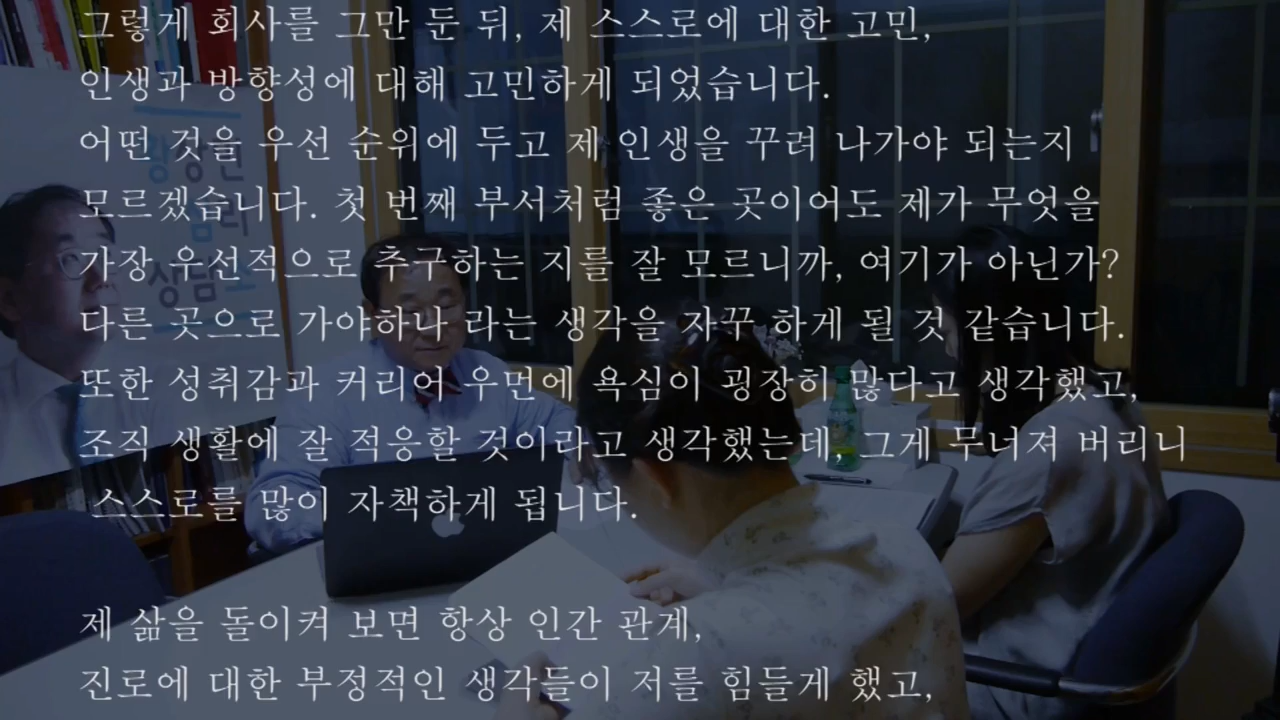 그렇게 회사를 그만 둔 뒤, 제 스스로에 대한 고민,
인생과 방향성에 대해 고민하게 되었습니다.
어떤 것을 우선 순위에 두고 제 인생을 꾸려 나가야 되는지
모르겠습니다. 첫 번째 부서처럼 좋은 곳이어도 제가 무엇을
가장 우선적으로 추구하는 지를 잘 모르니까, 여기가 아닌가?
다른 곳으로 가야하나 라는 생각을 자꾸 하게 될 것 같습니다.
또한 성취감과 커리어 우먼에 욕심이 굉장히 많다고 생각했고,
조직 생활에 잘 적응할 것이라고 생각했는데, 그게 무너져 버리니
스스로를 많이 자책하게 됩니다.
제 삶을 돌이켜 보면 항상 인간 관계,
진로에 대한 부정적인 생각들이 저를 힘들게 했고,
황상민
심리
상담소